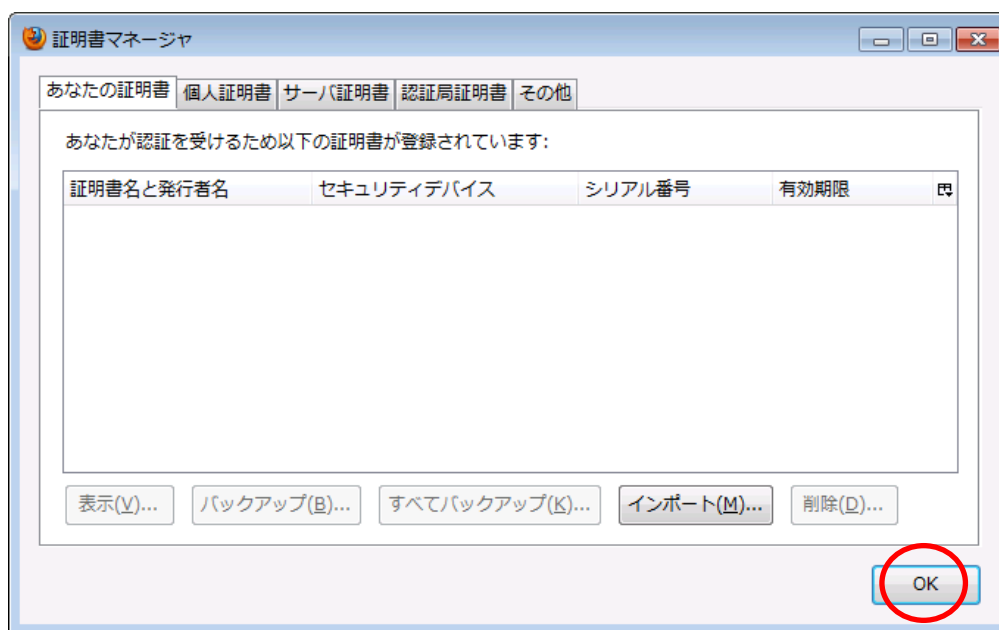 証明書マネージャ
あなたの証明書 個人証明書 サーバ証明書 認証局証明書 その他
あなたが認証を受けるため以下の証明書が登録されています:
証明書名と発行者名 セキュリティデバイス シリアル番号 有効期限
表示(V)... バックアップ(B)... すべてバックアップ(K)... インポート(M)... 削除(D)...
OK